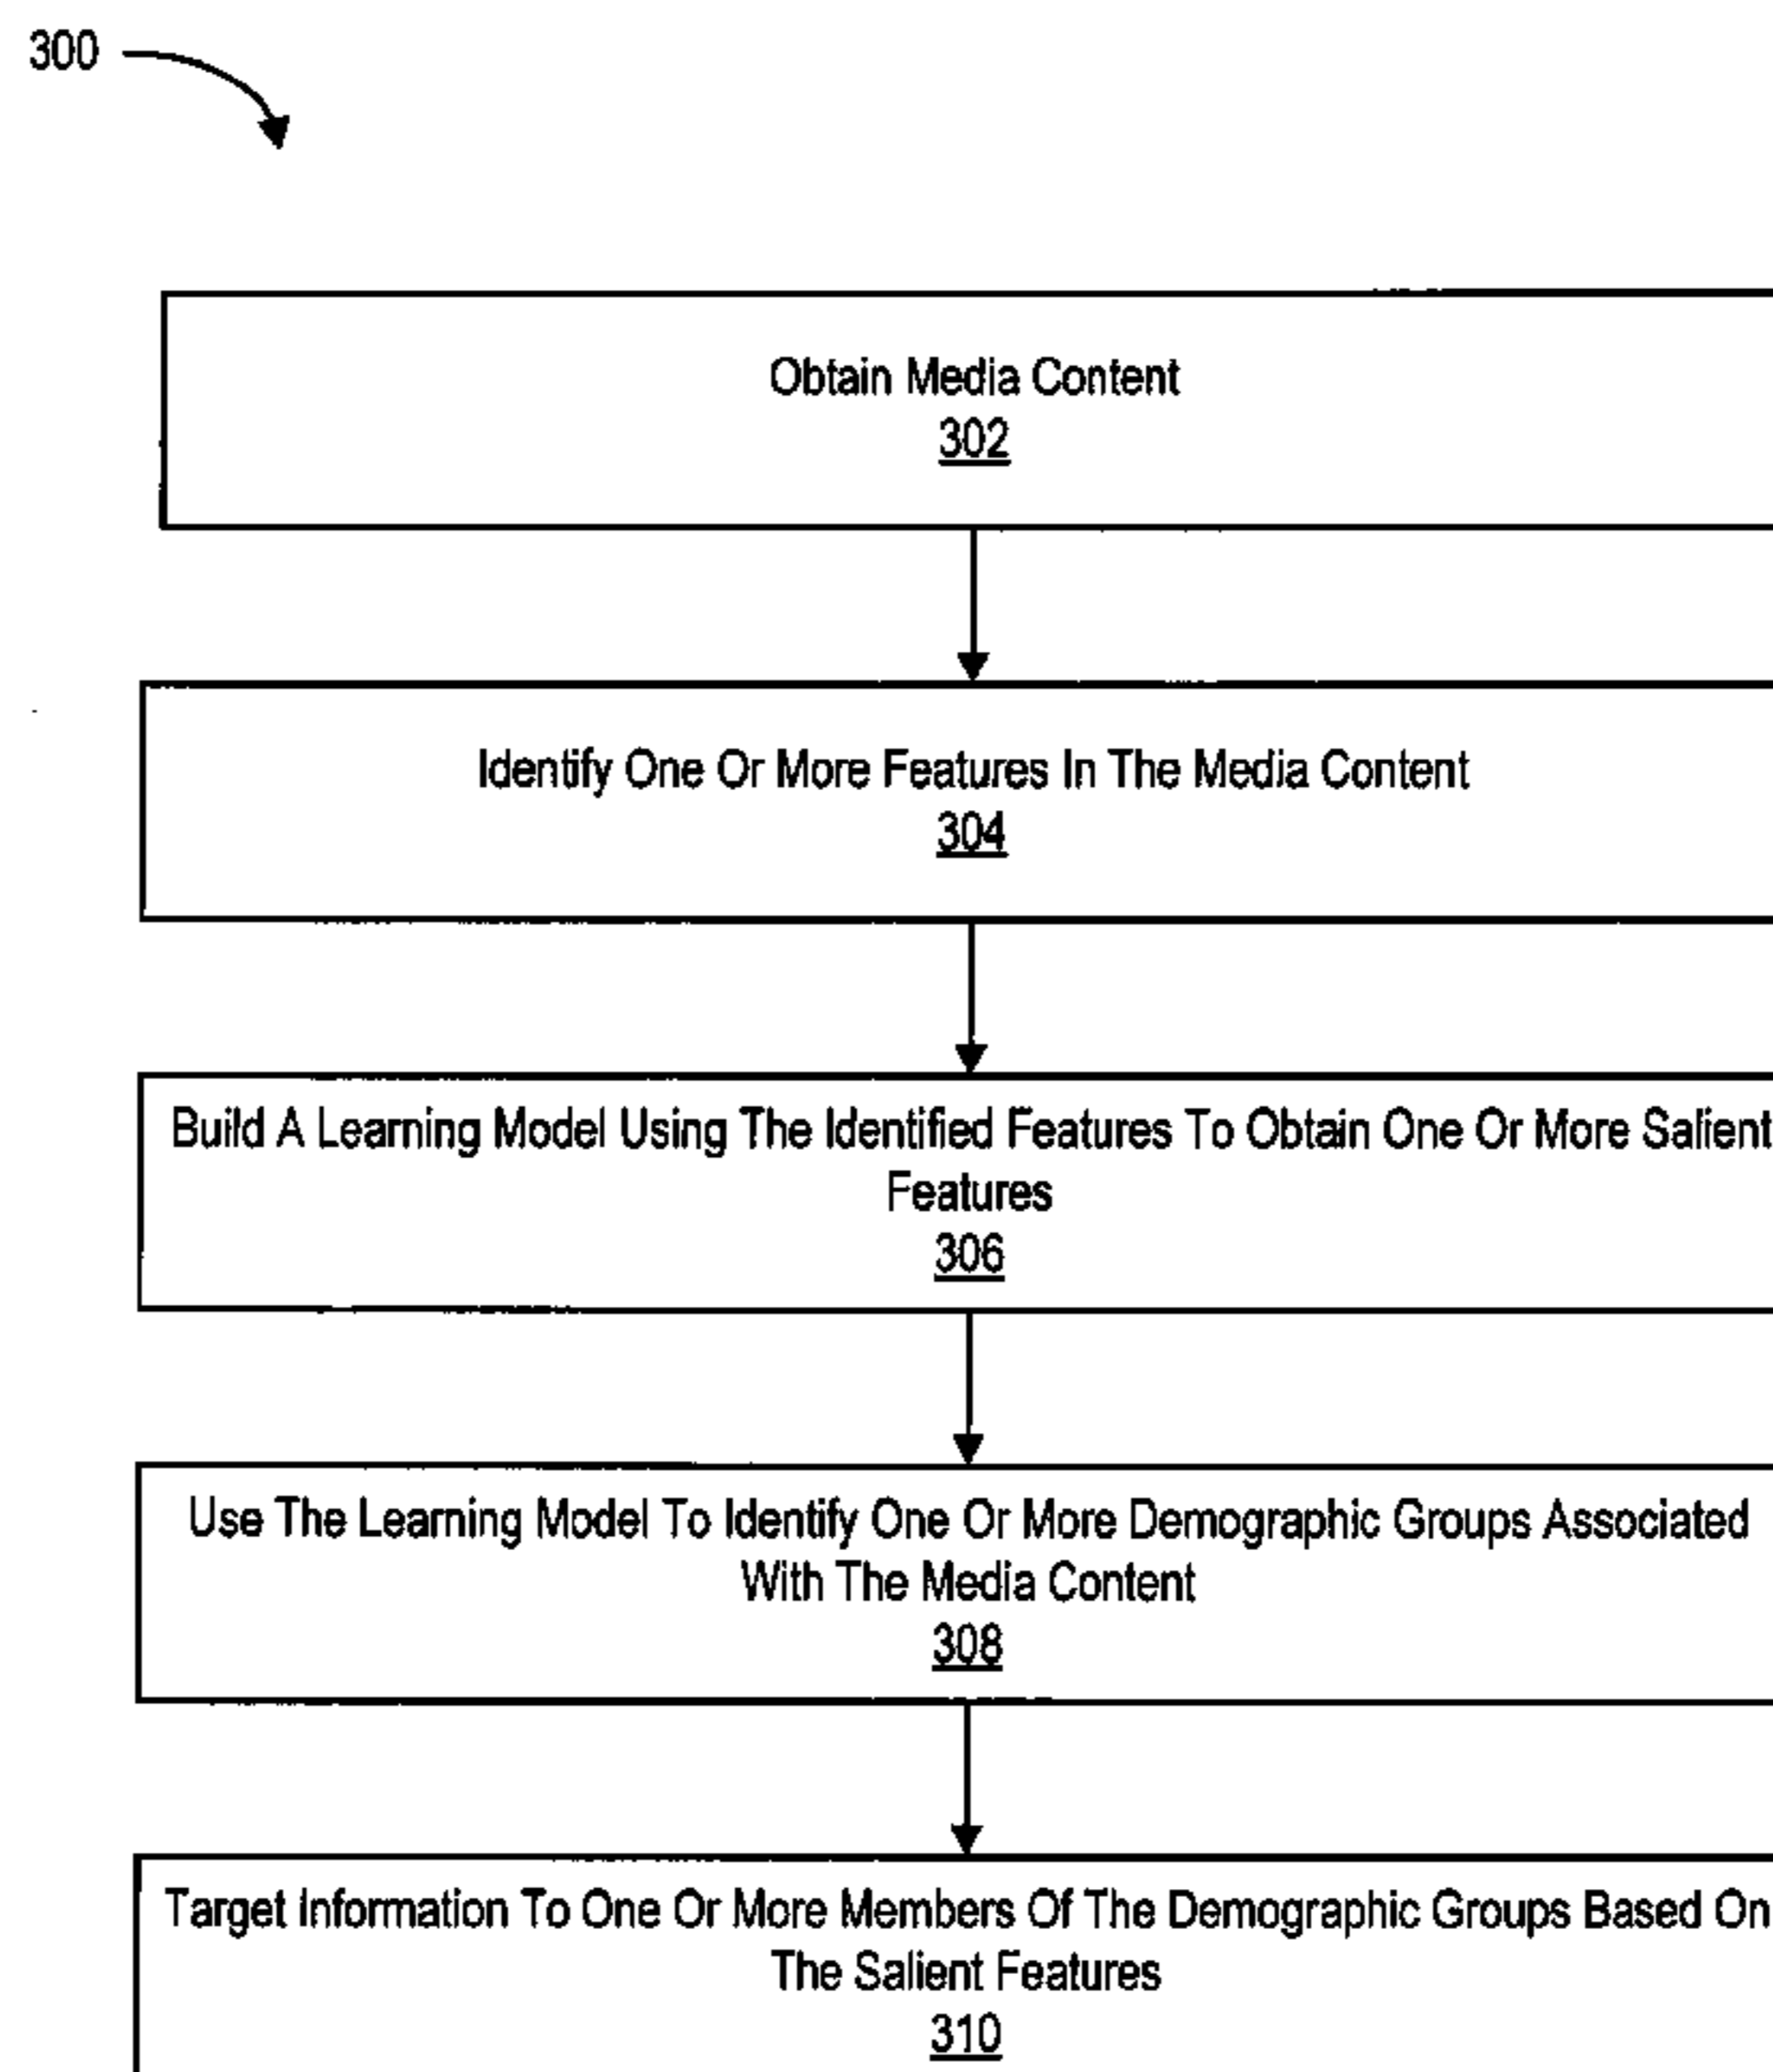 300
Obtain Media Content
302
Identify One Or More Features In The Media Content
304
Build A Learning Model Using The Identified Features To Obtain One Or More Salient
Features
306
Use The Learning Model To Identify One Or More Demographic Groups Associated
With The Media Content
308
Target Information To One Or More Members Of The Demographic Groups Based On
The Salient Features
310